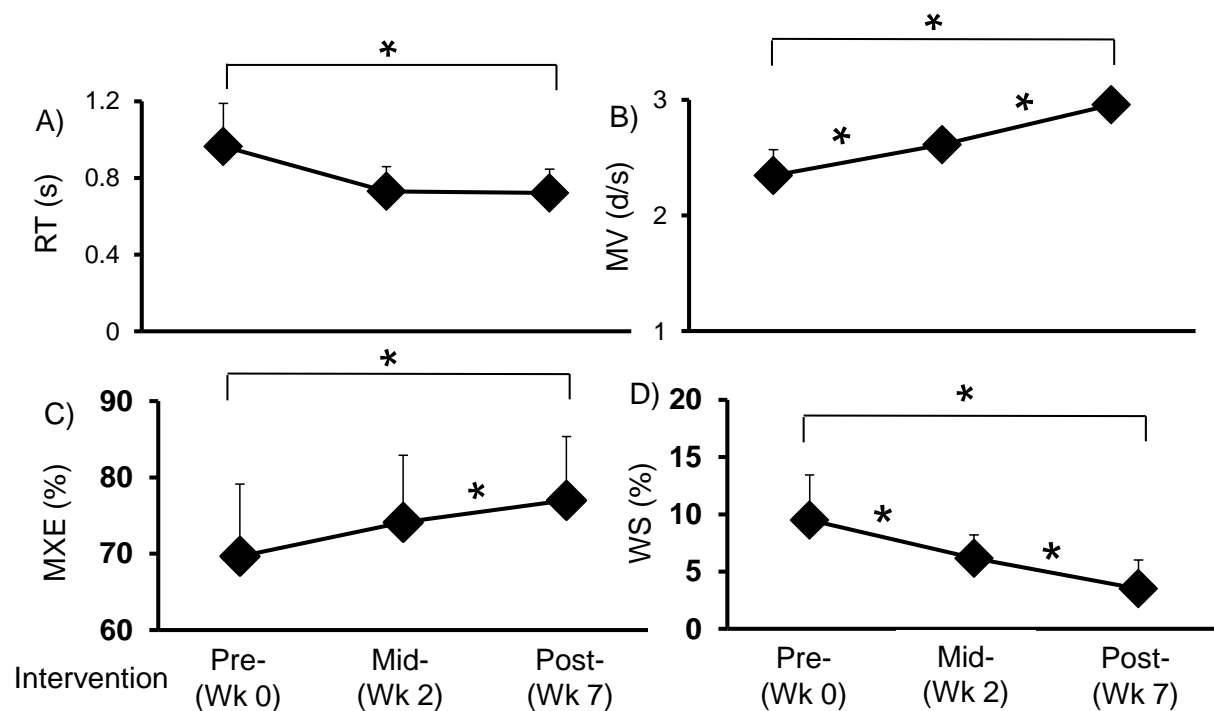 *
A)
1.2
0.8
0.4
0
RT (s)
*
B)
3
2
1
MV (d/s)
*
*
*
C)
90
80
70
60
MXE (%)
*
*
D)
20
15
10
5
0
WS (%)
*
*
Intervention
Pre-
(Wk 0)
Mid-
(Wk 2)
Post-
(Wk 7)
Pre-
(Wk 0)
Mid-
(Wk 2)
Post-
(Wk 7)